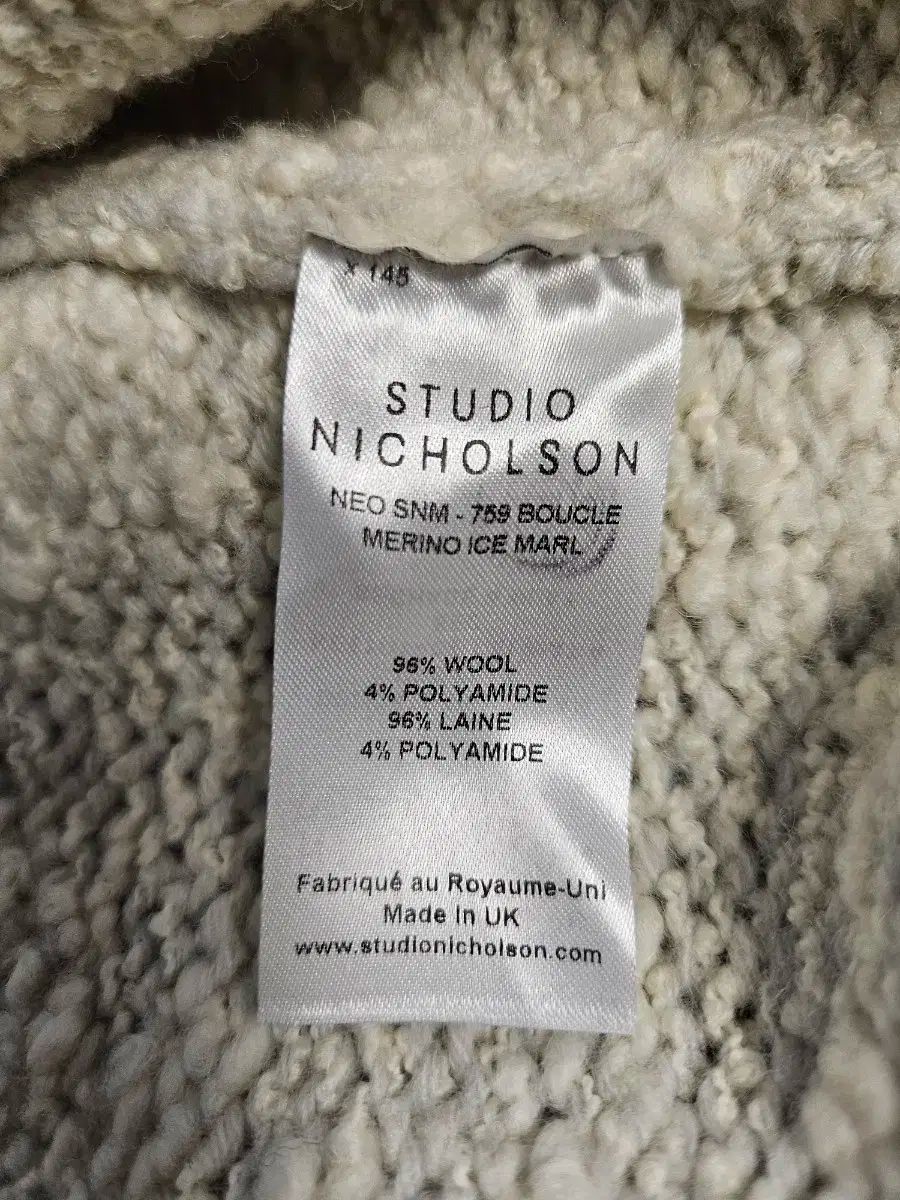 x 145
STUDIO
NICHOLSON
NEO SNM - 759 BOUCLE
MERINO ICE MARL
96% WOOL
4% POLYAMIDE
96% LAINE
4% POLYAMIDE
Fabriqué au Royaume-Uni
Made In UK
www.studionicholson.com